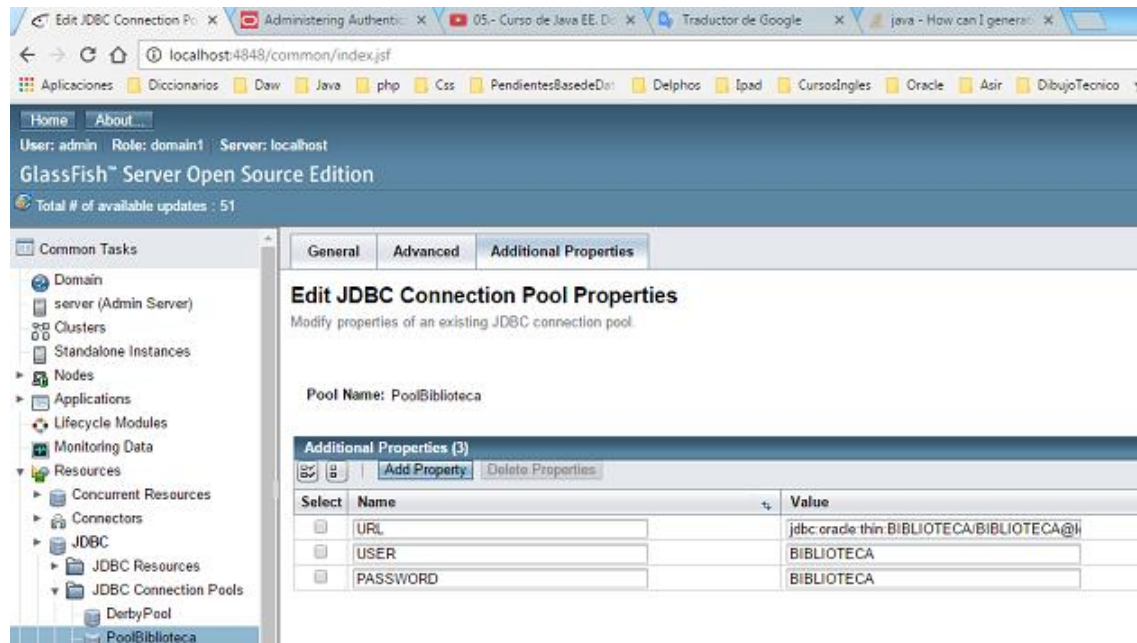 Edit JDBC Connection Po
Administering Authentic
05.- Curso de Java EE. D
Traductor de Google
java - How can I generat
localhost:4848/common/index.jsf
Aplicaciones Diccionarios Daw Java php Css PendientesBasedeDat Delphos Ipad CursosIngles Oracle Asir DibujoTecnico
Home About...
User: admin Role: domain1 Server: localhost
GlassFish™ Server Open Source Edition
Total # of available updates : 51
Common Tasks
Domain
server (Admin Server)
Clusters
Standalone Instances
Nodes
Applications
Lifecycle Modules
Monitoring Data
Resources
Concurrent Resources
Connectors
JDBC
JDBC Resources
JDBC Connection Pools
DerbyPool
PoolBiblioteca
General Advanced Additional Properties
Edit JDBC Connection Pool Properties
Modify properties of an existing JDBC connection pool.
Pool Name: PoolBiblioteca
Additional Properties (3)
Add Property Delete Properties
Select Name Value
URL jdbc:oracle:thin:BIBLIOTECA/BIBLIOTECA@l
USER BIBLIOTECA
PASSWORD BIBLIOTECA